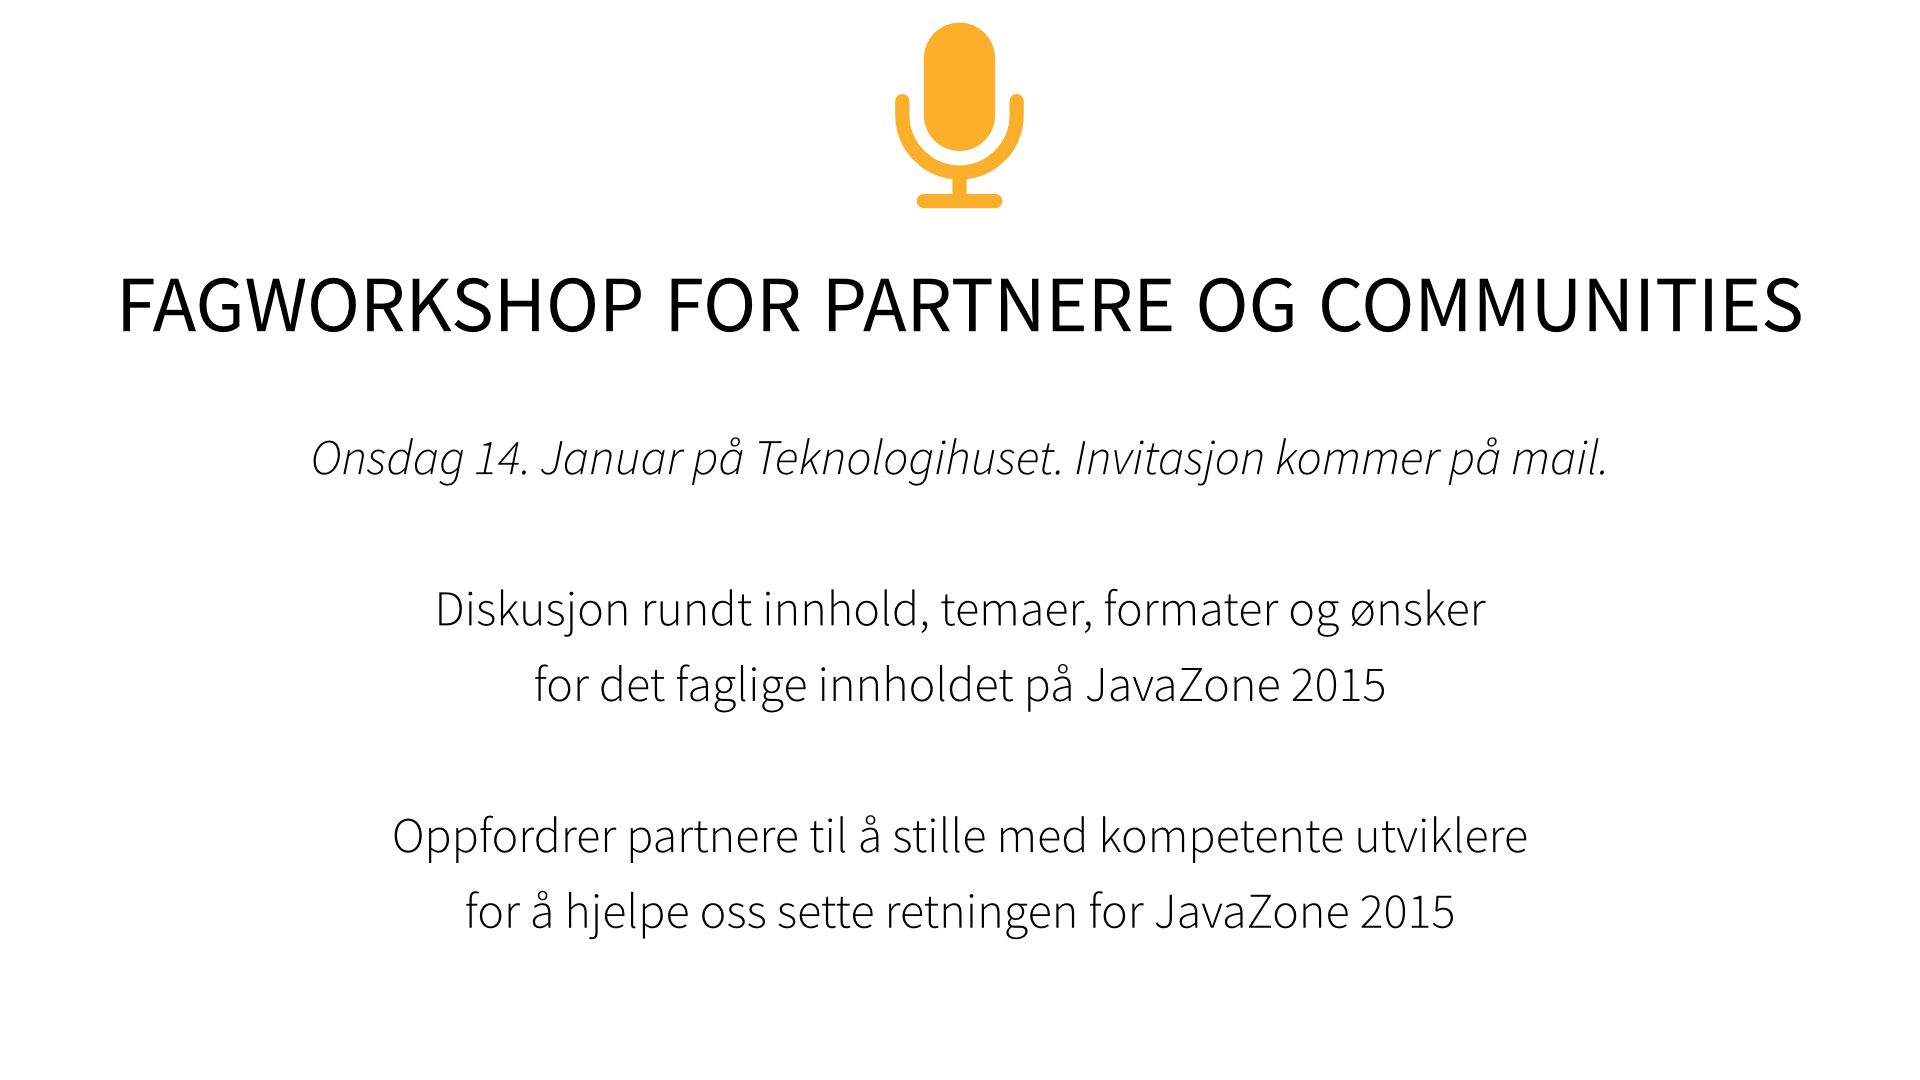 FAGWORKSHOP FOR PARTNERE OG COMMUNITIES
Onsdag 14. Januar på Teknologihuset. Invitasjon kommer på mail.
Diskusjon rundt innhold, temaer, formater og ønsker
for det faglige innholdet på JavaZone 2015
Oppfordrer partnere til å stille med kompetente utviklere
for å hjelpe oss sette retningen for JavaZone 2015